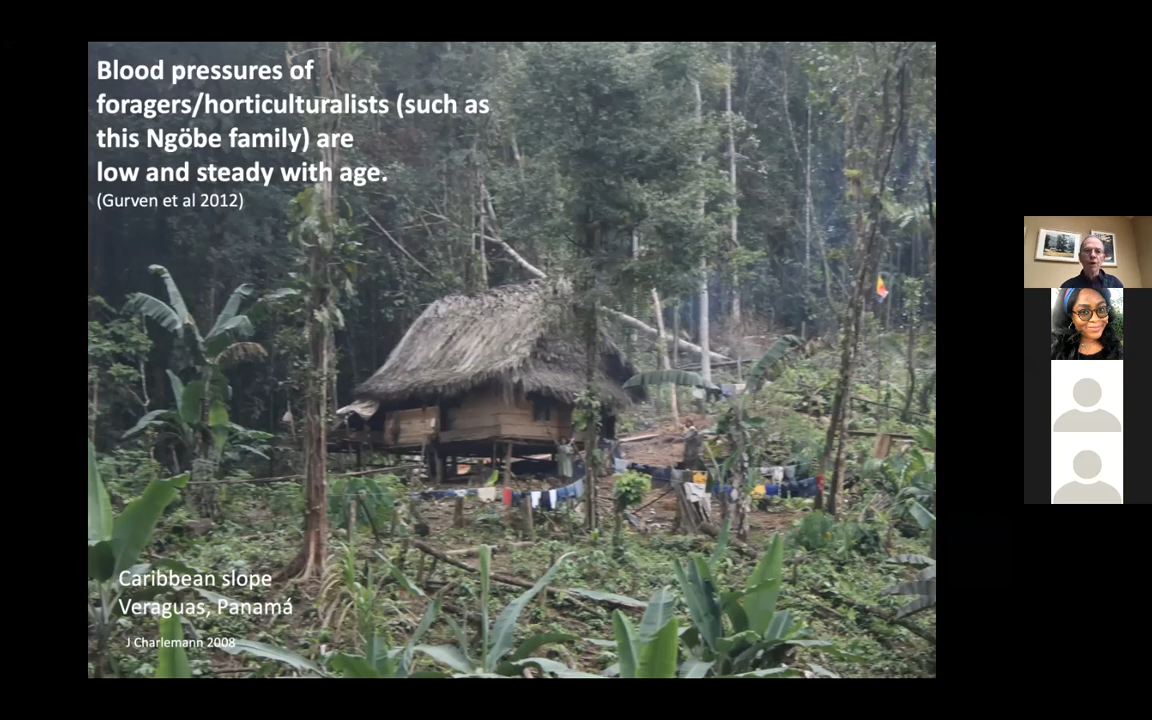 Blood pressures of
foragers/horticulturalists (such as
this Ngöbe family) are
low and steady with age.
(Gurven et al 2012)
Caribbean slope
Veraguas, Panamá
J Charlemann 2008